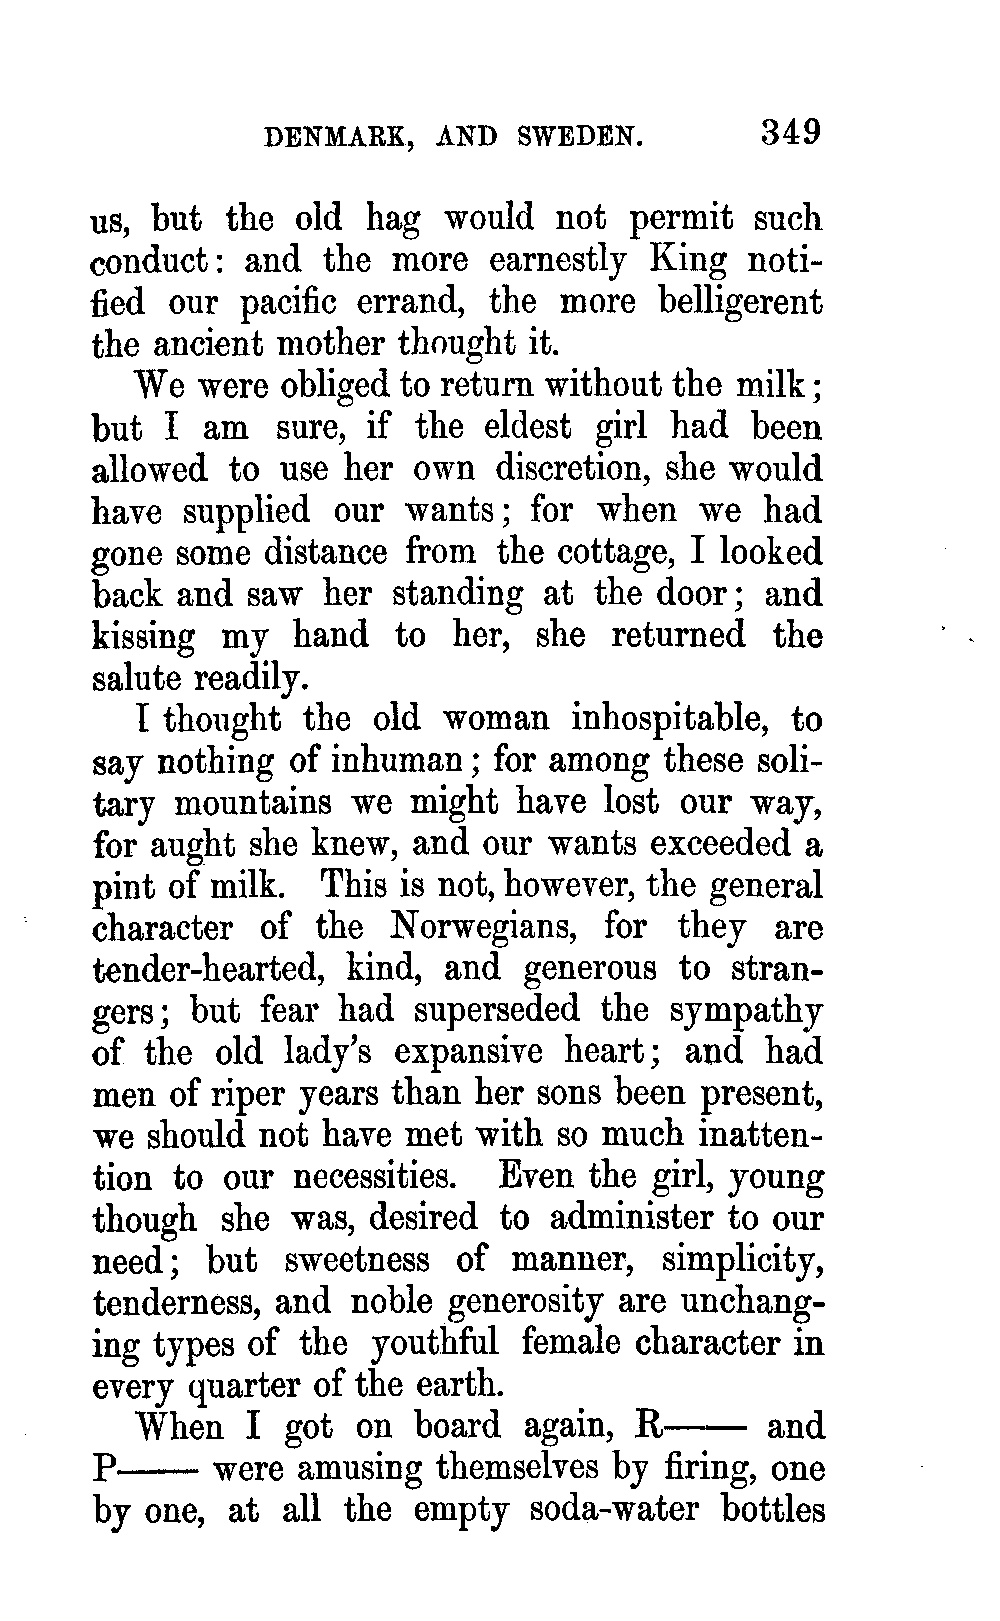 DENMARK, AND SWEDEN. 349
us, but the old hag would not permit such
conduct: and the more earnestly King noti-
fied our pacific errand, the more belligerent
the ancient mother thought it.
We were obliged to return without the milk;
but I am sure, if the eldest girl had been
allowed to use her own discretion, she would
have supplied our wants; for when we had
gone some distance from the cottage, I looked
back and saw her standing at the door; and
kissing my hand to her, she returned the
salute readily.
I thought the old woman inhospitable, to
say nothing of inhuman; for among these soli-
tary mountains we might have lost our way,
for aught she knew, and our wants exceeded a
pint of milk. This is not, however, the general
character of the Norwegians, for they are
tender-hearted, kind, and generous to stran-
gers; but fear had superseded the sympathy
of the old lady's expansive heart; and had
men of riper years than her sons been present,
we should not have met with so much inatten-
tion to our necessities. Even the girl, young
though she was, desired to administer to our
need; but sweetness of manner, simplicity,
tenderness, and noble generosity are unchang-
ing types of the youthful female character in
every quarter of the earth.
When I got on board again, R—— and
P—— were amusing themselves by firing, one
by one, at all the empty soda-water bottles